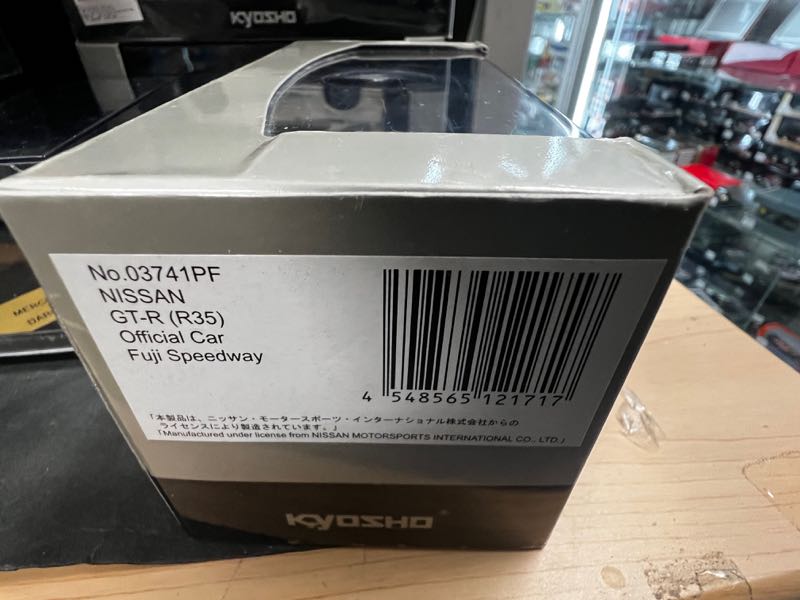 KYOSHO
No.03741PF
NISSAN
GT-R (R35)
Official Car
Fuji Speedway
4 548565 121717
「本製品は、ニッサン・モータースポーツ・インターナショナル株式会社からの
ライセンスにより製造されています。」
「Manufactured under license from NISSAN MOTORSPORTS INTERNATIONAL CO., LTD.」
KYOSHO